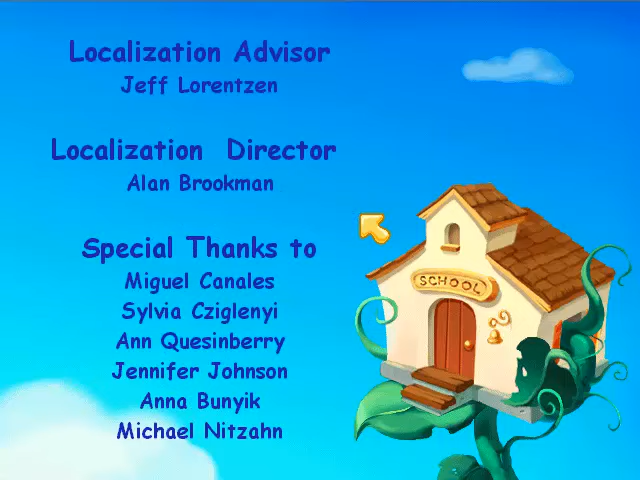 Localization Advisor
Jeff Lorentzen
Localization Director
Alan Brookman
Special Thanks to
Miguel Canales
Sylvia Cziglenyi
Ann Quesinberry
Jennifer Johnson
Anna Bunyik
Michael Nitzahn
SCHOOL